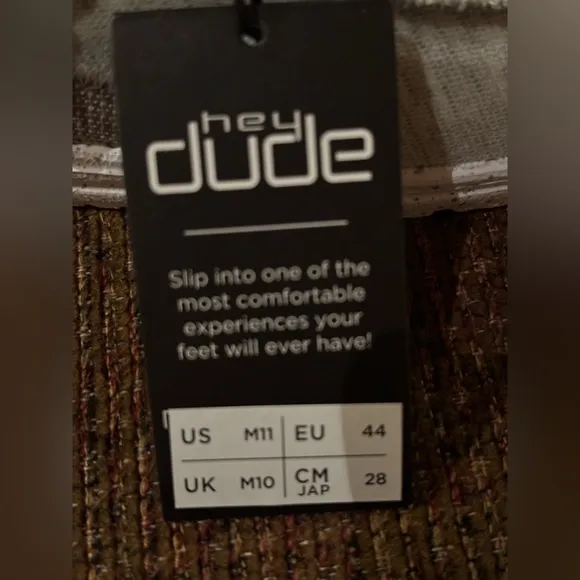 hey
dude
Slip into one of the
most comfortable
experiences your
feet will ever have!
US M11 EU 44
UK M10 CM JAP 28